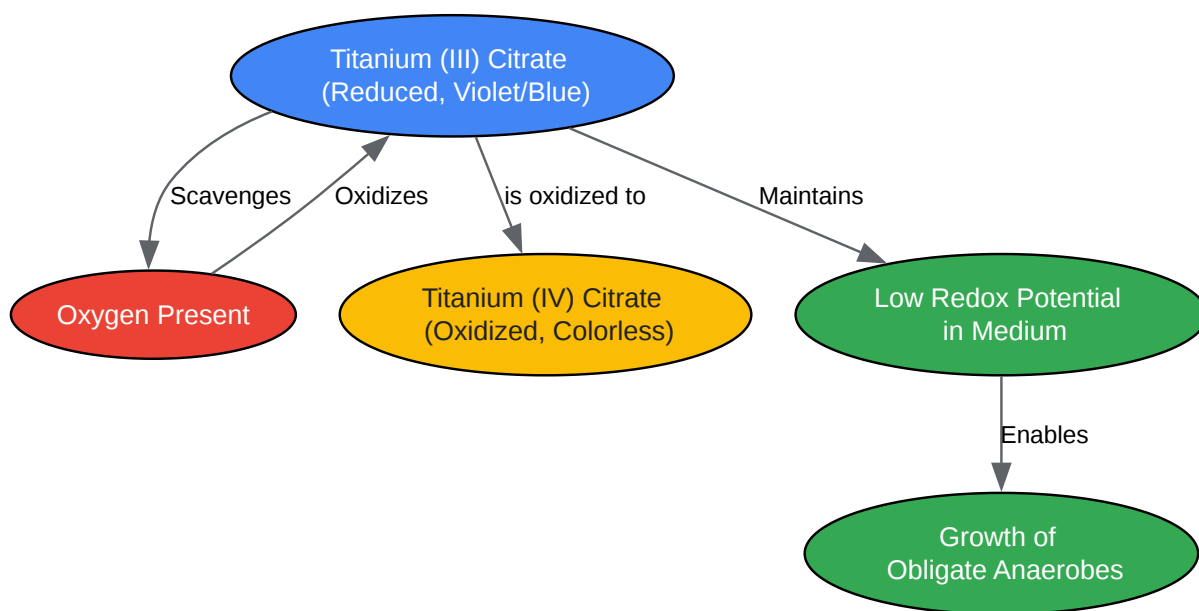 Titanium (III) Citrate
(Reduced, Violet/Blue)
Scavenges
Oxidizes
is oxidized to
Maintains
Oxygen Present
Titanium (IV) Citrate
(Oxidized, Colorless)
Low Redox Potential
in Medium
Enables
Growth of
Obligate Anaerobes